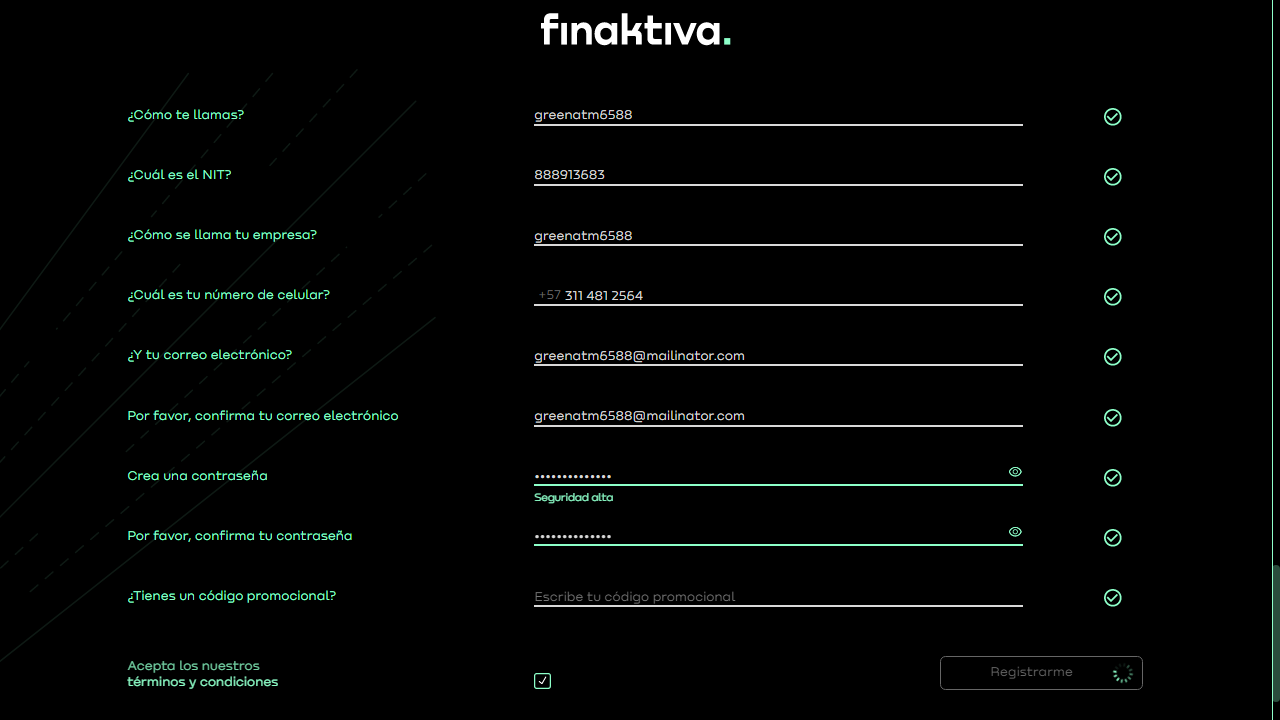 finaktiva.
¿Cómo te llamas?
greenatm6588
¿Cuál es el NIT?
888913683
¿Cómo se llama tu empresa?
greenatm6588
¿Cuál es tu número de celular?
+57 311 481 2564
¿Y tu correo electrónico?
greenatm6588@mailinator.com
Por favor, confirma tu correo electrónico
greenatm6588@mailinator.com
Crea una contraseña
••••••••••••••
Seguridad alta
Por favor, confirma tu contraseña
••••••••••••••
¿Tienes un código promocional?
Escribe tu código promocional
Acepta los nuestros
términos y condiciones
Registrarme